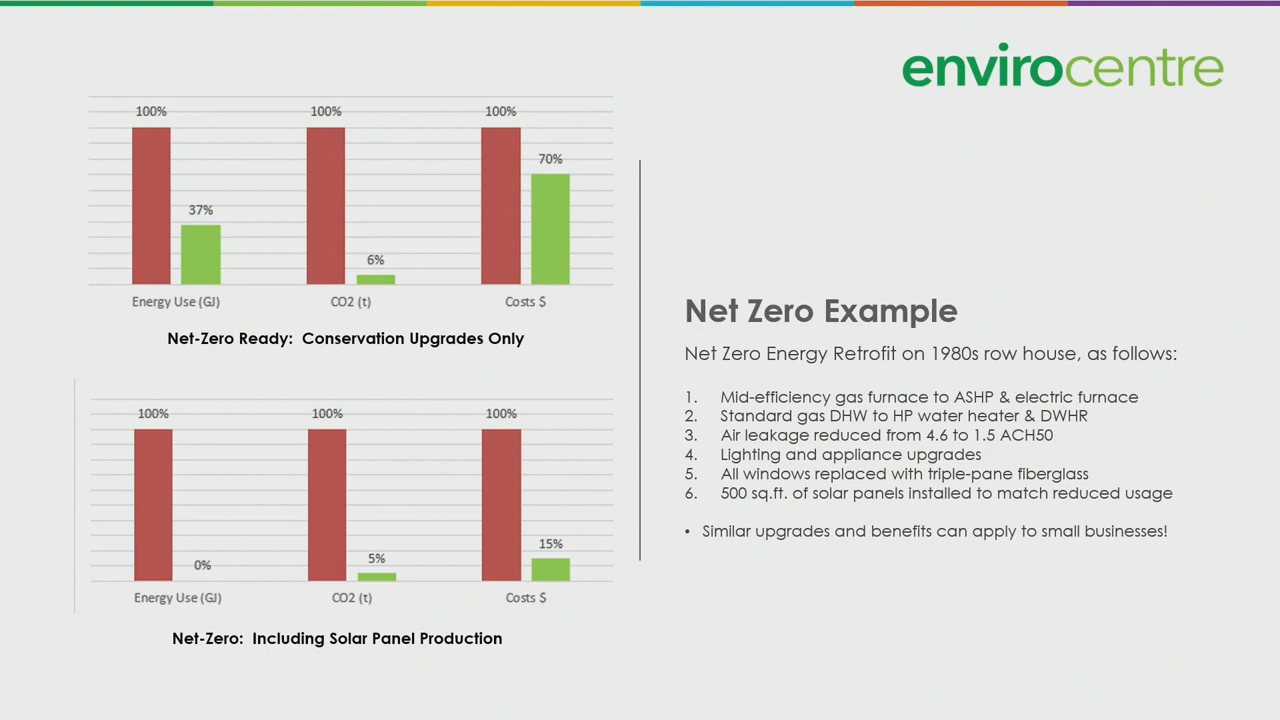 envirocentre
100% 100% 100%
70%
37%
6%
Energy Use (GJ) CO2 (t) Costs $
Net-Zero Ready: Conservation Upgrades Only
100% 100% 100%
0% 5% 15%
Energy Use (GJ) CO2 (t) Costs $
Net-Zero: Including Solar Panel Production
Net Zero Example
Net Zero Energy Retrofit on 1980s row house, as follows:
1. Mid-efficiency gas furnace to ASHP & electric furnace
2. Standard gas DHW to HP water heater & DWHR
3. Air leakage reduced from 4.6 to 1.5 ACH50
4. Lighting and appliance upgrades
5. All windows replaced with triple-pane fiberglass
6. 500 sq.ft. of solar panels installed to match reduced usage
• Similar upgrades and benefits can apply to small businesses!